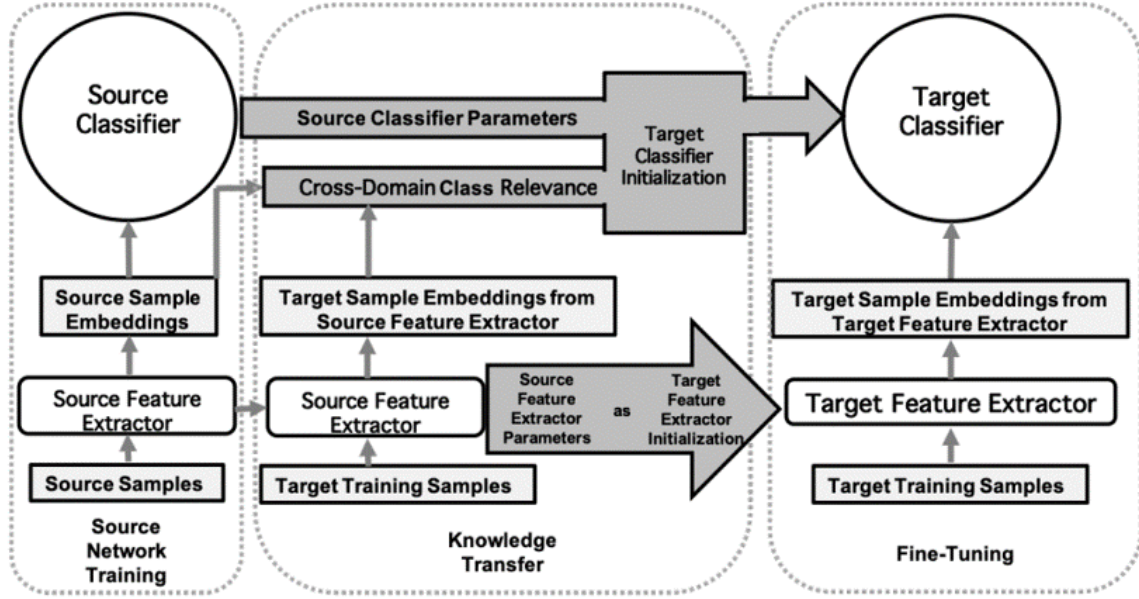 Source
Classifier
Source Sample
Embeddings
Source Feature
Extractor
Source Samples
Source
Network
Training
Source Classifier Parameters
Cross-Domain Class Relevance
Target
Classifier
Initialization
Target Sample Embeddings from
Source Feature Extractor
Source Feature
Extractor
Target Training Samples
Source
Feature
Extractor
Parameters
as
Target
Feature
Extractor
Initialization
Knowledge
Transfer
Target
Classifier
Target Sample Embeddings from
Target Feature Extractor
Target Feature Extractor
Target Training Samples
Fine-Tuning